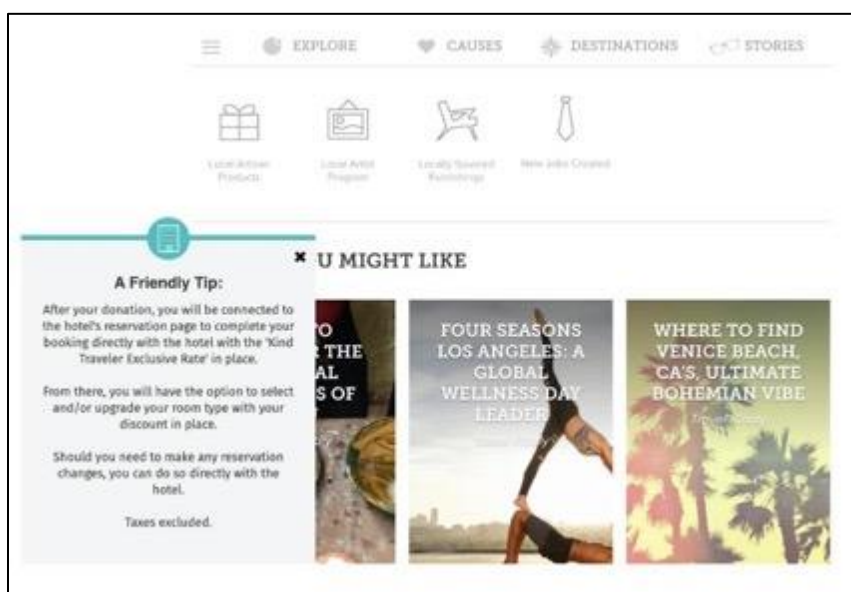 EXPLORE
CAUSES
DESTINATIONS
STORIES
Local Artisan
Products
Local Artist
Program
Locally Sourced
Furnishings
New Jobs Created
U MIGHT LIKE
A Friendly Tip:
After your donation, you will be connected to
the hotel's reservation page to complete your
booking directly with the hotel with the 'Kind
Traveler Exclusive Rate' in place.
From there, you will have the option to select
and/or upgrade your room type with your
discount in place.
Should you need to make any reservation
changes, you can do so directly with the
hotel.
Taxes excluded.
TO
R THE
AL
S OF
FOUR SEASONS
LOS ANGELES: A
GLOBAL
WELLNESS DAY
LEADER
WHERE TO FIND
VENICE BEACH,
CA'S, ULTIMATE
BOHEMIAN VIBE